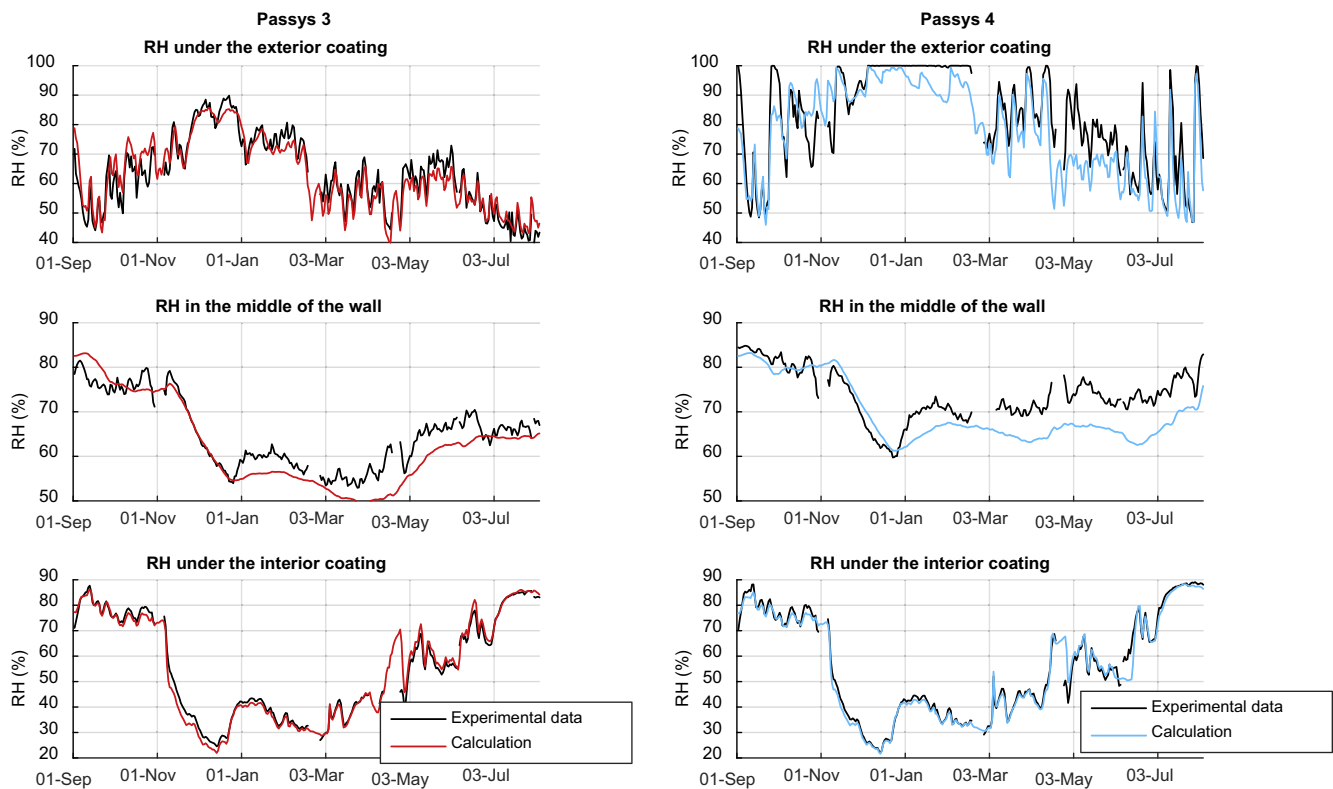 Passys 3
RH under the exterior coating
100
90
80
70
60
50
40
RH (%)
01-Sep 01-Nov 01-Jan 03-Mar 03-May 03-Jul
RH in the middle of the wall
90
80
70
60
50
RH (%)
01-Sep 01-Nov 01-Jan 03-Mar 03-May 03-Jul
RH under the interior coating
90
80
70
60
50
40
30
20
RH (%)
01-Sep 01-Nov 01-Jan 03-Mar 03-May 03-Jul
Experimental data
Calculation
Passys 4
RH under the exterior coating
100
90
80
70
60
50
40
RH (%)
01-Sep 01-Nov 01-Jan 03-Mar 03-May 03-Jul
RH in the middle of the wall
90
80
70
60
50
RH (%)
01-Sep 01-Nov 01-Jan 03-Mar 03-May 03-Jul
RH under the interior coating
90
80
70
60
50
40
30
20
RH (%)
01-Sep 01-Nov 01-Jan 03-Mar 03-May 03-Jul
Experimental data
Calculation